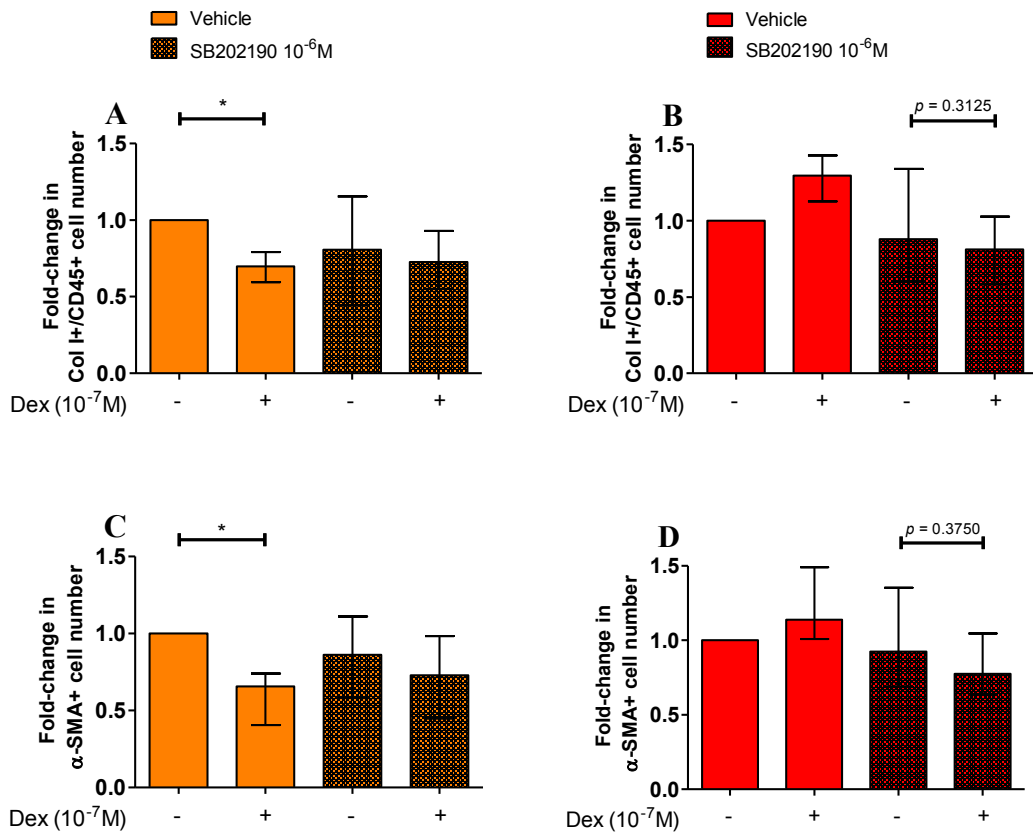 Vehicle
SB202190 10⁻⁶M
Vehicle
SB202190 10⁻⁶M
A
*
Fold-change in
Col I+/CD45+ cell number
1.5
1.0
0.5
0.0
Dex (10⁻⁷M) - + - +
B
p = 0.3125
Fold-change in
Col I+/CD45+ cell number
1.5
1.0
0.5
0.0
Dex (10⁻⁷M) - + - +
C
*
Fold-change in
α-SMA+ cell number
1.5
1.0
0.5
0.0
Dex (10⁻⁷M) - + - +
D
p = 0.3750
Fold-change in
α-SMA+ cell number
1.5
1.0
0.5
0.0
Dex (10⁻⁷M) - + - +